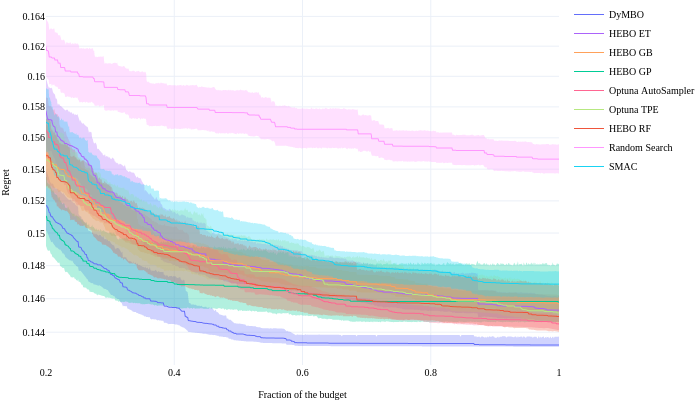 0.164
0.162
0.16
0.158
0.156
0.154
0.152
0.15
0.148
0.146
0.144
Regret
0.2
0.4
0.6
0.8
1
Fraction of the budget
DyMBO
HEBO ET
HEBO GB
HEBO GP
Optuna AutoSampler
Optuna TPE
HEBO RF
Random Search
SMAC